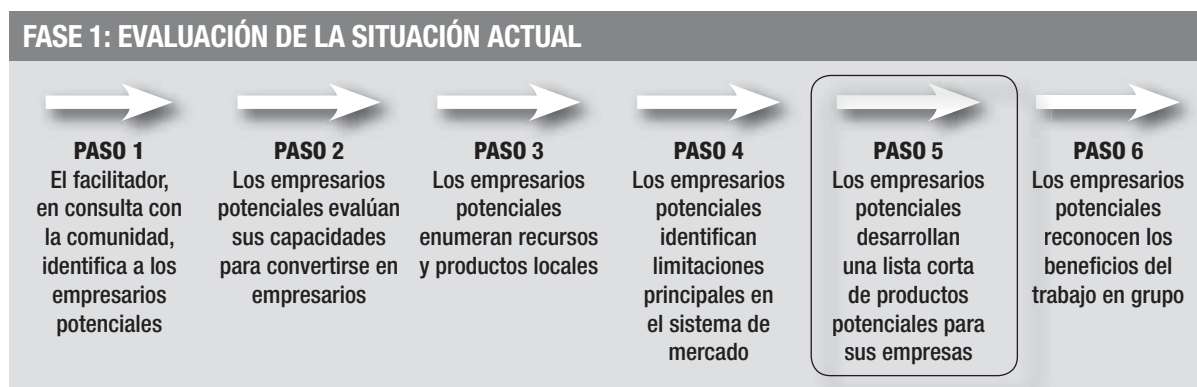 FASE 1: EVALUACIÓN DE LA SITUACIÓN ACTUAL
PASO 1
El facilitador,
en consulta con
la comunidad,
identifica a los
empresarios
potenciales
PASO 2
Los empresarios
potenciales evalúan
sus capacidades
para convertirse en
empresarios
PASO 3
Los empresarios
potenciales
enumeran recursos
y productos locales
PASO 4
Los empresarios
potenciales
identifican
limitaciones
principales en
el sistema de
mercado
PASO 5
Los empresarios
potenciales
desarrollan
una lista corta
de productos
potenciales para
sus empresas
PASO 6
Los empresarios
potenciales
reconocen los
beneficios del
trabajo en grupo